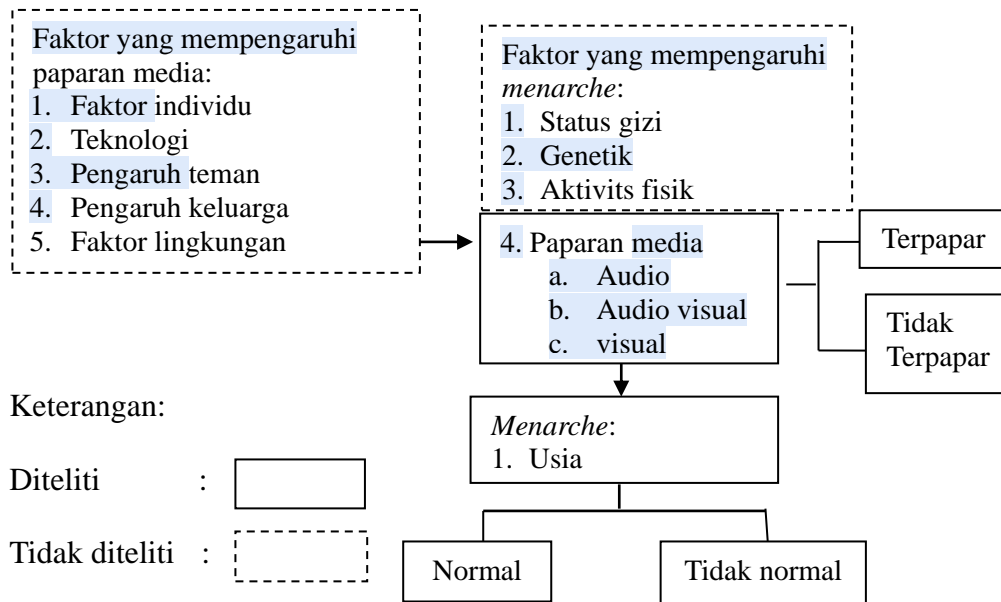 Faktor yang mempengaruhi
paparan media:
1. Faktor individu
2. Teknologi
3. Pengaruh teman
4. Pengaruh keluarga
5. Faktor lingkungan
Faktor yang mempengaruhi
menarche:
1. Status gizi
2. Genetik
3. Aktivits fisik
4. Paparan media
a. Audio
b. Audio visual
c. visual
Terpapar
Tidak
Terpapar
Menarche:
1. Usia
Normal
Tidak normal
Keterangan:
Diteliti :
Tidak diteliti :